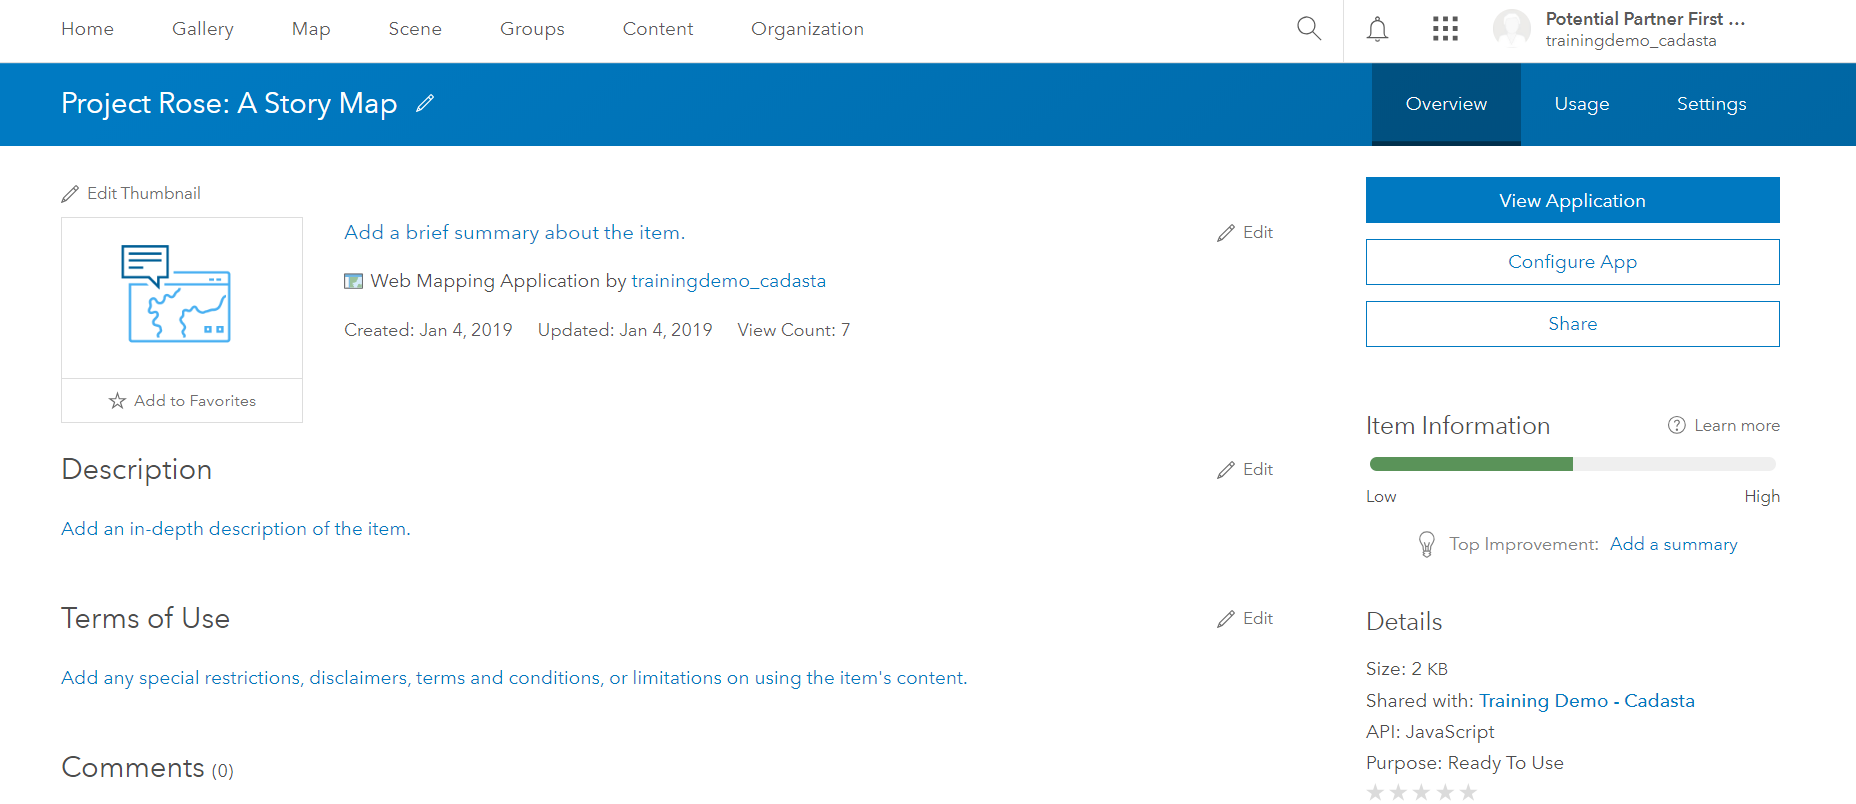 Home Gallery Map Scene Groups Content Organization
Potential Partner First ...
trainingdemo_cadasta
Project Rose: A Story Map
Overview Usage Settings
Edit Thumbnail
Add a brief summary about the item.
Edit
Web Mapping Application by trainingdemo_cadasta
Created: Jan 4, 2019 Updated: Jan 4, 2019 View Count: 7
Add to Favorites
Description
Edit
Add an in-depth description of the item.
Terms of Use
Edit
Add any special restrictions, disclaimers, terms and conditions, or limitations on using the item's content.
Comments (0)
View Application
Configure App
Share
Item Information
? Learn more
Low High
Top Improvement: Add a summary
Details
Size: 2 KB
Shared with: Training Demo - Cadasta
API: JavaScript
Purpose: Ready To Use